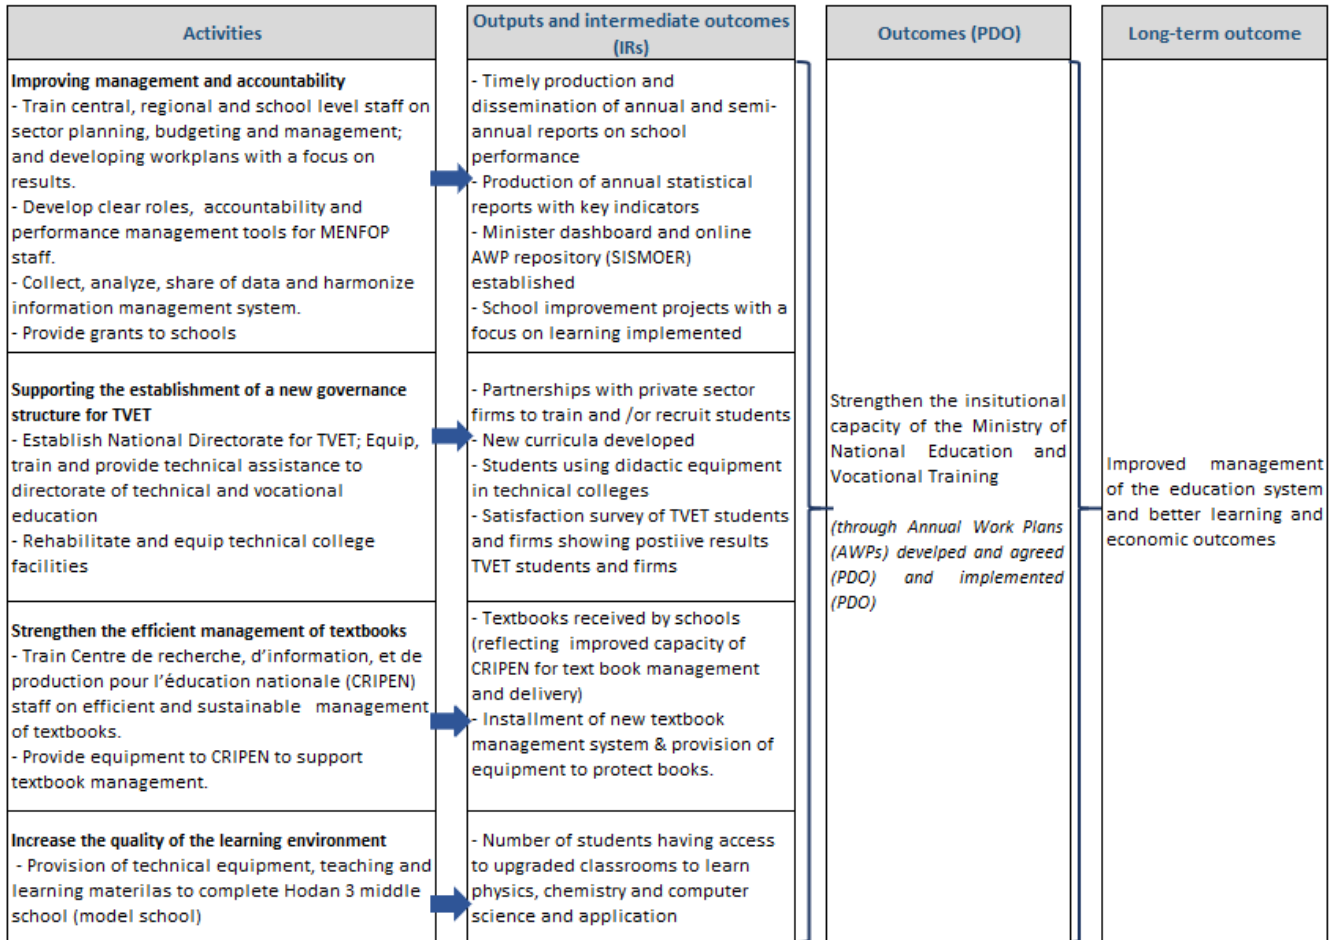 Activities
Outputs and intermediate outcomes
(IRs)
Outcomes (PDO)
Long-term outcome
Improving management and accountability
- Train central, regional and school level staff on
sector planning, budgeting and management;
and developing workplans with a focus on
results.
- Develop clear roles,  accountability and
performance management tools for MENFOP
staff.
- Collect, analyze, share of data and harmonize
information management system.
- Provide grants to schools
- Timely production and
dissemination of annual and semi-
annual reports on school
performance
- Production of annual statistical
reports with key indicators
- Minister dashboard and online
AWP repository (SISMOER)
established
- School improvement projects with a
focus on learning implemented
Supporting the establishment of a new governance
structure for TVET
- Establish National Directorate for TVET; Equip,
train and provide technical assistance to
directorate of technical and vocational
education
- Rehabilitate and equip technical college
facilities
- Partnerships with private sector
firms to train and /or recruit students
- New curricula developed
- Students using didactic equipment
in technical colleges
- Satisfaction survey of TVET students
and firms showing postiive results
TVET students and firms
Strengthen the efficient management of textbooks
- Train Centre de recherche, d'information, et de
production pour l'éducation nationale (CRIPEN)
staff on efficient and sustainable  management
of textbooks.
- Provide equipment to CRIPEN to support
textbook management.
- Textbooks received by schools
(reflecting  improved capacity of
CRIPEN for text book management
and delivery)
- Installment of new textbook
management system & provision of
equipment to protect books.
Increase the quality of the learning environment
- Provision of technical equipment, teaching and
learning materilas to complete Hodan 3 middle
school (model school)
- Number of students having access
to upgraded classrooms to learn
physics, chemistry and computer
science and application
Strengthen the insitutional
capacity of the Ministry of
National Education and
Vocational Training
(through Annual Work Plans
(AWPs) develped and agreed
(PDO) and implemented
(PDO)
Improved management
of the education system
and better learning and
economic outcomes